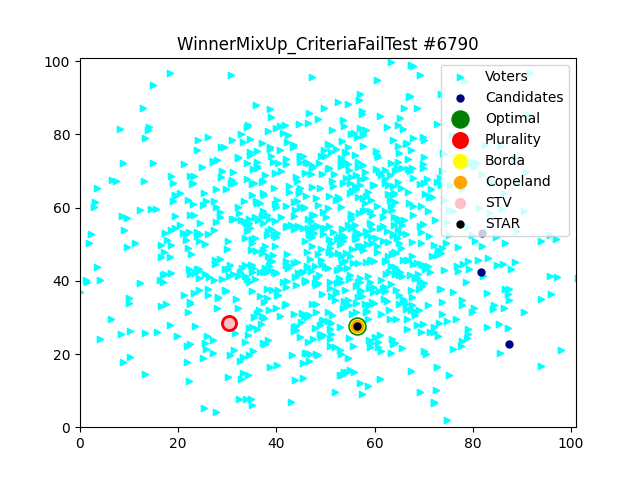 WinnerMixUp_CriteriaFailTest #6790
100
80
60
40
20
0
0
20
40
60
80
100
Voters
Candidates
Optimal
Plurality
Borda
Copeland
STV
STAR